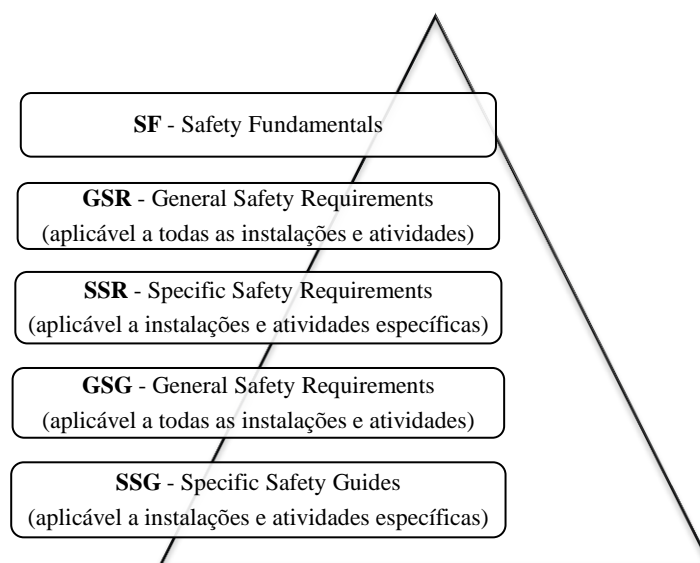 SF - Safety Fundamentals
GSR - General Safety Requirements
(aplicável a todas as instalações e atividades)
SSR - Specific Safety Requirements
(aplicável a instalações e atividades específicas)
GSG - General Safety Requirements
(aplicável a todas as instalações e atividades)
SSG - Specific Safety Guides
(aplicável a instalações e atividades específicas)